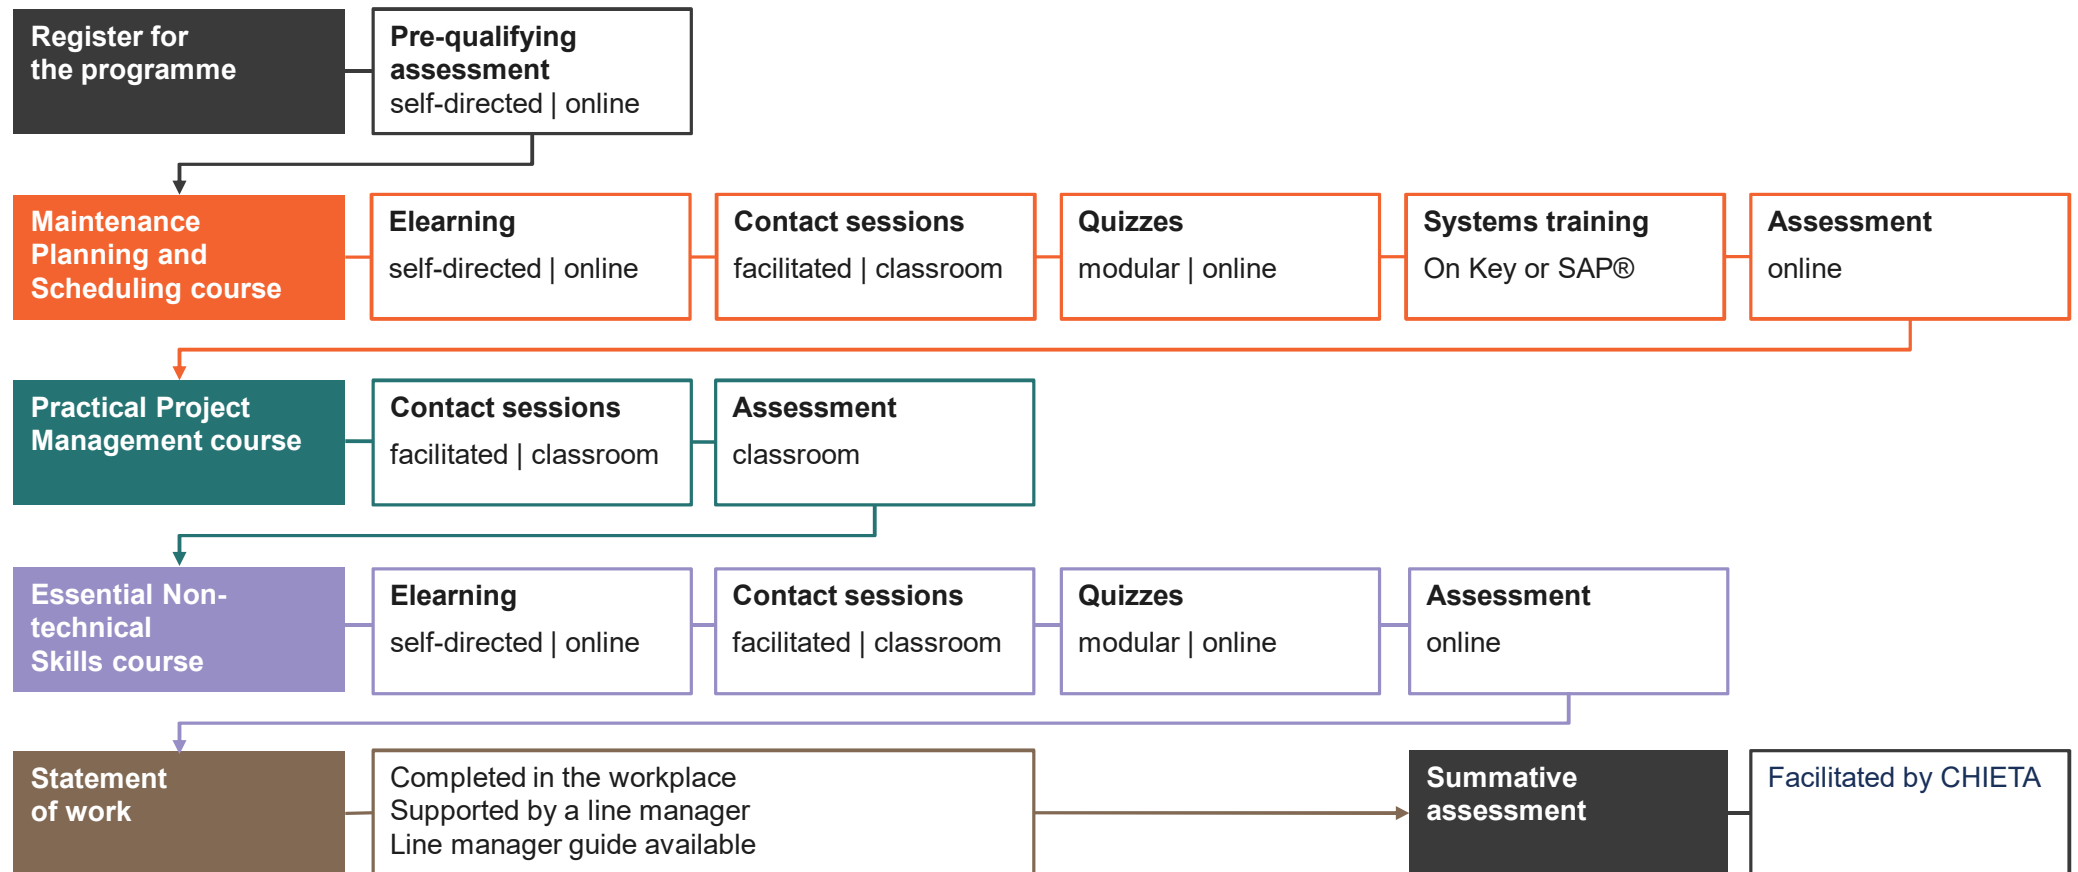 Register for
the programme
Pre-qualifying
assessment
self-directed | online
Maintenance
Planning and
Scheduling course
Elearning
self-directed | online
Contact sessions
facilitated | classroom
Quizzes
modular | online
Systems training
On Key or SAP®
Assessment
online
Practical Project
Management course
Contact sessions
facilitated | classroom
Assessment
classroom
Essential Non-
technical
Skills course
Elearning
self-directed | online
Contact sessions
facilitated | classroom
Quizzes
modular | online
Assessment
online
Statement
of work
Completed in the workplace
Supported by a line manager
Line manager guide available
Summative
assessment
Facilitated by CHIETA